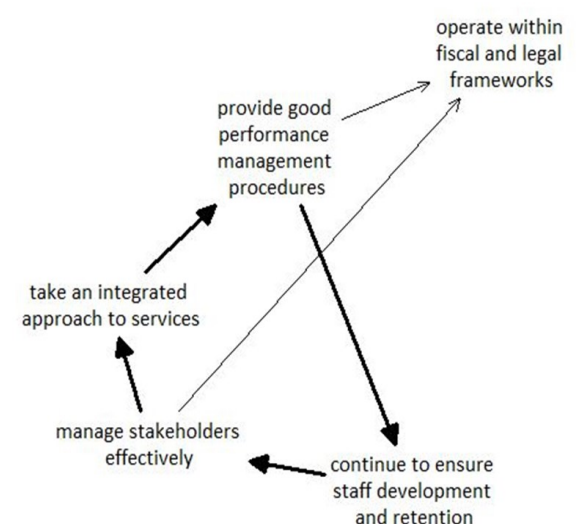 operate within
fiscal and legal
frameworks
provide good
performance
management
procedures
take an integrated
approach to services
manage stakeholders
effectively
continue to ensure
staff development
and retention